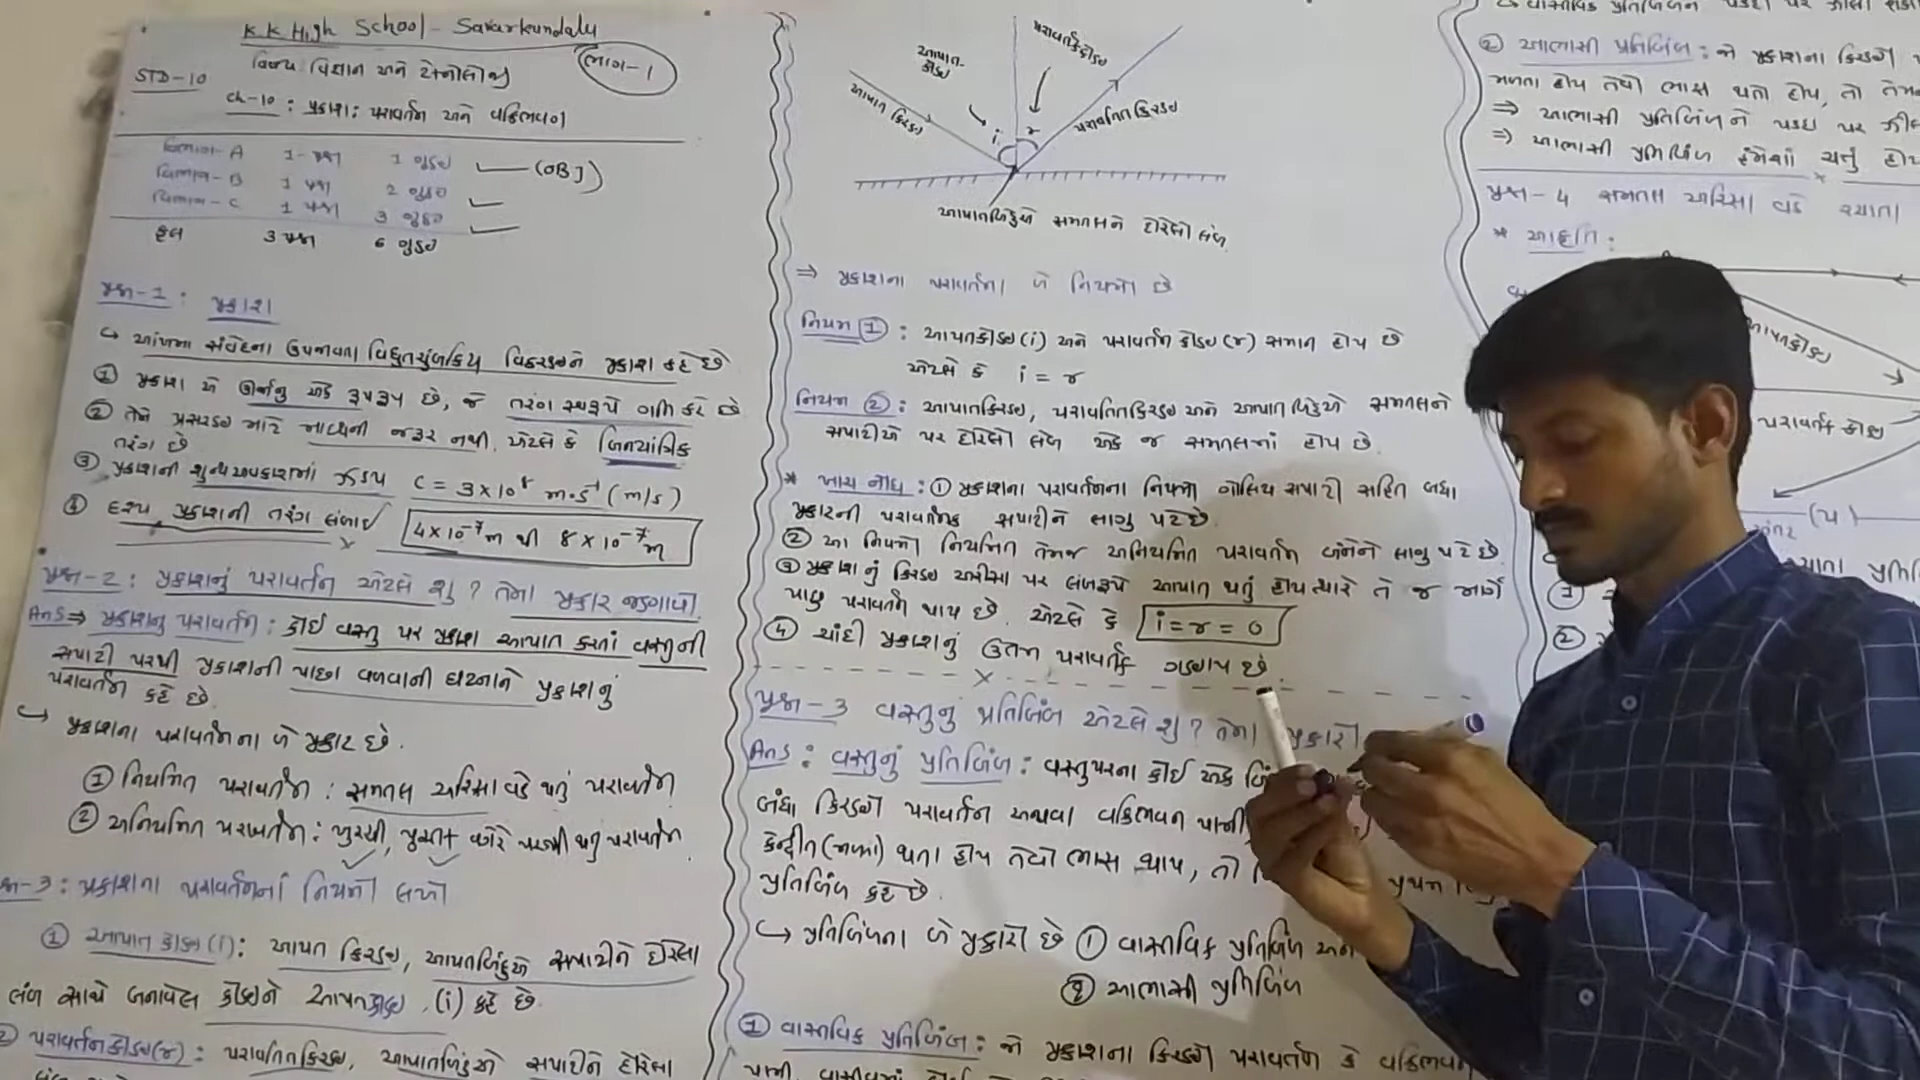 K K High School - Savarkundala
STD-10 વિષય વિજ્ઞાન અને ટેક્નોલોજી (ભાગ-1)
ch-10 : પ્રકાશ: પરાવર્તન અને વક્રીભવન
વિભાગ-A 1-પ્રશ્ન 1 ગુણ (OBJ)
વિભાગ-B 1 પ્રશ્ન 2 ગુણ
વિભાગ-C 1 પ્રશ્ન 3 ગુણ
કુલ 3 પ્રશ્ન 6 ગુણ
પ્રશ્ન-1 : પ્રકાશ
↪ આંખમાં સંવેદના ઉપજાવતા વિદ્યુતચુંબકિય વિકિરણને પ્રકાશ કહે છે
① પ્રકાશ એ ઊર્જાનું એક રૂપ છે, જે તરંગ સ્વરૂપે ગતિ કરે છે
② તેને પ્રસરણ માટે માધ્યમની જરૂર નથી. એટલે કે બિનયાંત્રિક
તરંગ છે
③ પ્રકાશની શુન્યઅવકાશમાં ઝડપ C = 3×10⁸ m·s⁻¹ (m/s)
④ દ્રશ્ય પ્રકાશની તરંગ લંબાઈ 4×10⁻⁷m થી 8×10⁻⁷m
પ્રશ્ન-2 : પ્રકાશનું પરાવર્તન એટલે શું ? તેના પ્રકાર જણાવો.
Ans ⇒ પ્રકાશનુ પરાવર્તન : કોઈ વસ્તુ પર પ્રકાશ આપાત કરતાં વસ્તુની
સપાટી પરથી પ્રકાશની પાછા વળવાની ઘટનાને પ્રકાશનું
પરાવર્તન કહે છે.
↪ પ્રકાશના પરાવર્તનના બે પ્રકાર છે.
① નિયમિત પરાવર્તન : સમતલ અરિસા વડે થતું પરાવર્તન
② અનિયમિત પરાવર્તન : ખુરશી, પુસ્તક વગેરે પરથી થતુ પરાવર્તન
-3 : પ્રકાશના પરાવર્તનનાં નિયમો લખો
① આપાત કોણ (i) : આપાત કિરણ, આપાતબિંદુએ સપાટીને દોરેલા
લંબ સાથે બનાવેલ કોણને આપાતકોણ (i) કહે છે.
② પરાવર્તનકોણ (r) : પરાવર્તિતકિરણ, આપાતબિંદુએ સપાટીને દોરેલા
આપાત-
કોણ
પરાવર્તકોણ
આપાત કિરણ
પરાવર્તિતકિરણ
i r
આપાતબિંદુએ સમતલને દોરેલો લંબ
⇒ પ્રકાશના પરાવર્તનના બે નિયમો છે
નિયમ ① : આપાતકોણ (i) અને પરાવર્તન કોણ (r) સમાન હોય છે
એટલે કે i = r
નિયમ ② : આપાતકિરણ, પરાવર્તિતકિરણ અને આપાતબિંદુએ સમતલને
સપાટીએ પર દોરેલો લંબ એક જ સમતલમાં હોય છે.
* ખાસ નોંધ : ① પ્રકાશના પરાવર્તનના નિયમો ગોલિય સપાટી સહિત બધા
પ્રકારની પરાવર્તક સપાટીને લાગુ પડે છે.
② આ નિયમો નિયમિત તેમજ અનિયમિત પરાવર્તન બંનેને લાગુ પડે છે
③ પ્રકાશનું કિરણ અરીસા પર લંબરૂપે આપાત થતું હોય ત્યારે તે જ માર્ગે
પાછુ પરાવર્તન થાય છે. એટલે કે i = r = 0
④ ચાંદી પ્રકાશનું ઉત્તમ પરાવર્તક ગણાય છે.
પ્રશ્ન-3 વસ્તુનું પ્રતિબિંબ એટલે શું ? તેના પ્રકારો
Ans : વસ્તુનું પ્રતિબિંબ : વસ્તુપરના કોઈ એક
બધા કિરણો પરાવર્તન અથવા વક્રિભવન પામી
કેન્દ્રીત (ભેગા) થતા હોય તેવો ભાસ થાય, તો
પ્રતિબિંબ કહે છે.
↪ પ્રતિબિંબના બે પ્રકારો છે ① વાસ્તવિક પ્રતિબિંબ અને
② આભાસી પ્રતિબિંબ
① વાસ્તવિક પ્રતિબિંબ : જો પ્રકાશના કિરણો પરાવર્તન કે વક્રિભવન
② આભાસી પ્રતિબિંબ : જો પ્રકાશના કિરણો
મળતા હોય તેવો ભાસ થતો હોય, તો
⇒ આભાસી પ્રતિબિંબને પડદા પર
⇒ આભાસી પ્રતિબિંબ હંમેશાં ચત્તું
પ્રશ્ન-4 સમતલ અરિસા વડે રચાતા
* આકૃતિ :
આપાતકોણ
પરાવર્તન કોણ
①
②